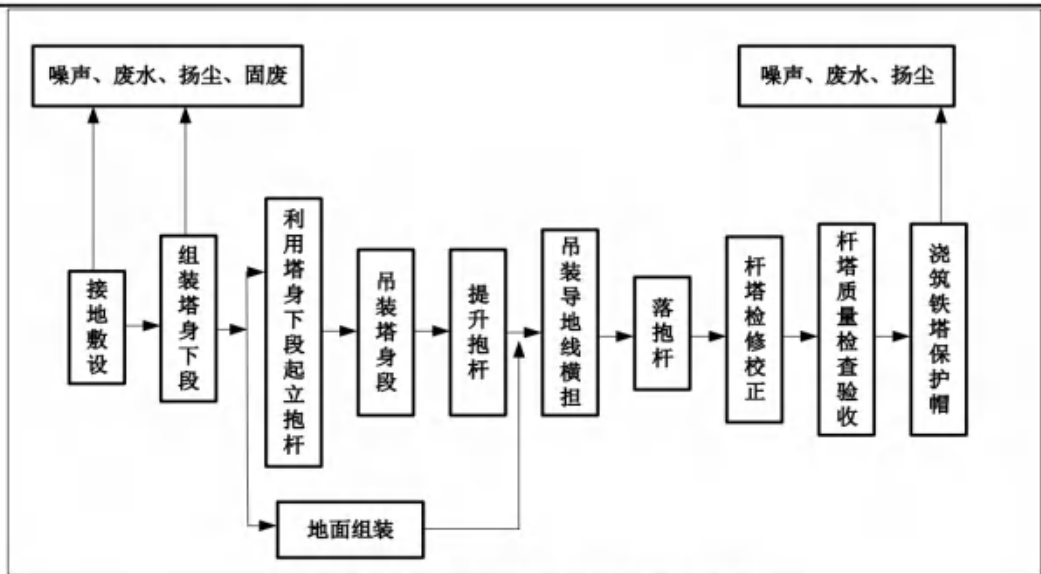 噪声、废水、扬尘、固废
噪声、废水、扬尘
接地敷设
组装塔身下段
利用塔身下段起立抱杆
吊装塔身段
提升抱杆
吊装导地线横担
落抱杆
杆塔检修校正
杆塔质量检查验收
浇筑铁塔保护帽
地面组装